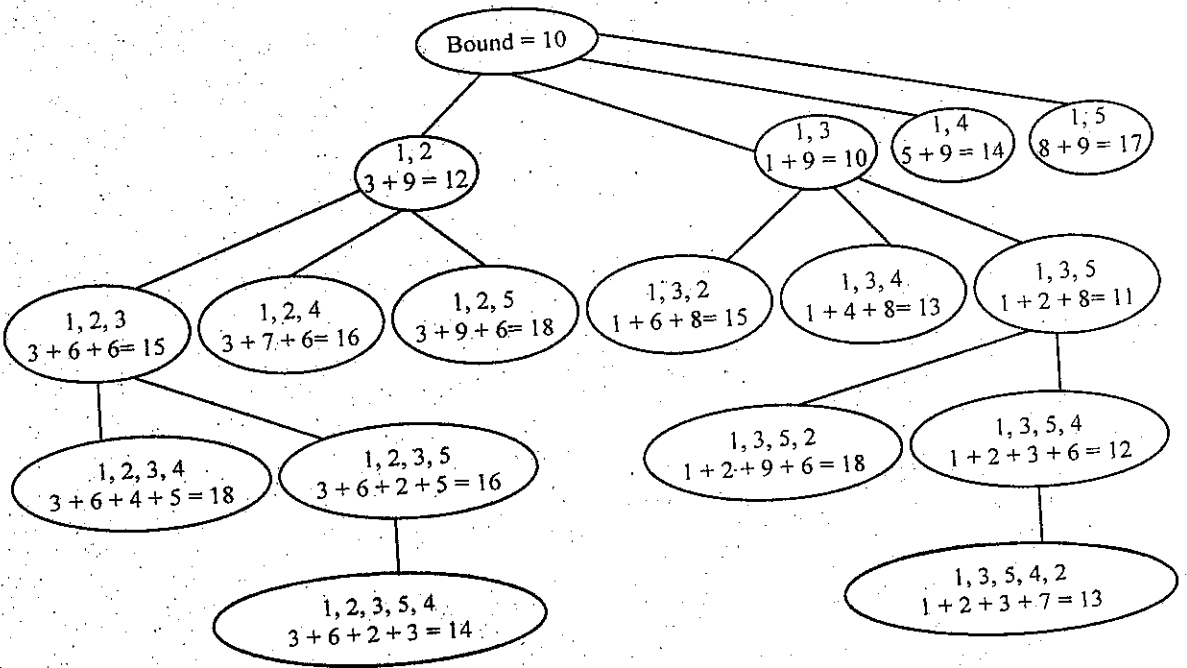 Bound = 10
1, 2
3 + 9 = 12
1, 3
1 + 9 = 10
1, 4
5 + 9 = 14
1, 5
8 + 9 = 17
1, 2, 3
3 + 6 + 6= 15
1, 2, 4
3 + 7 + 6= 16
1, 2, 5
3 + 9 + 6= 18
1, 3, 2
1 + 6 + 8= 15
1, 3, 4
1 + 4 + 8= 13
1, 3, 5
1 + 2 + 8= 11
1, 2, 3, 4
3 + 6 + 4 + 5 = 18
1, 2, 3, 5
3 + 6 + 2 + 5 = 16
1, 3, 5, 2
1 + 2 + 9 + 6 = 18
1, 3, 5, 4
1 + 2 + 3 + 6 = 12
1, 2, 3, 5, 4
3 + 6 + 2 + 3 = 14
1, 3, 5, 4, 2
1 + 2 + 3 + 7 = 13